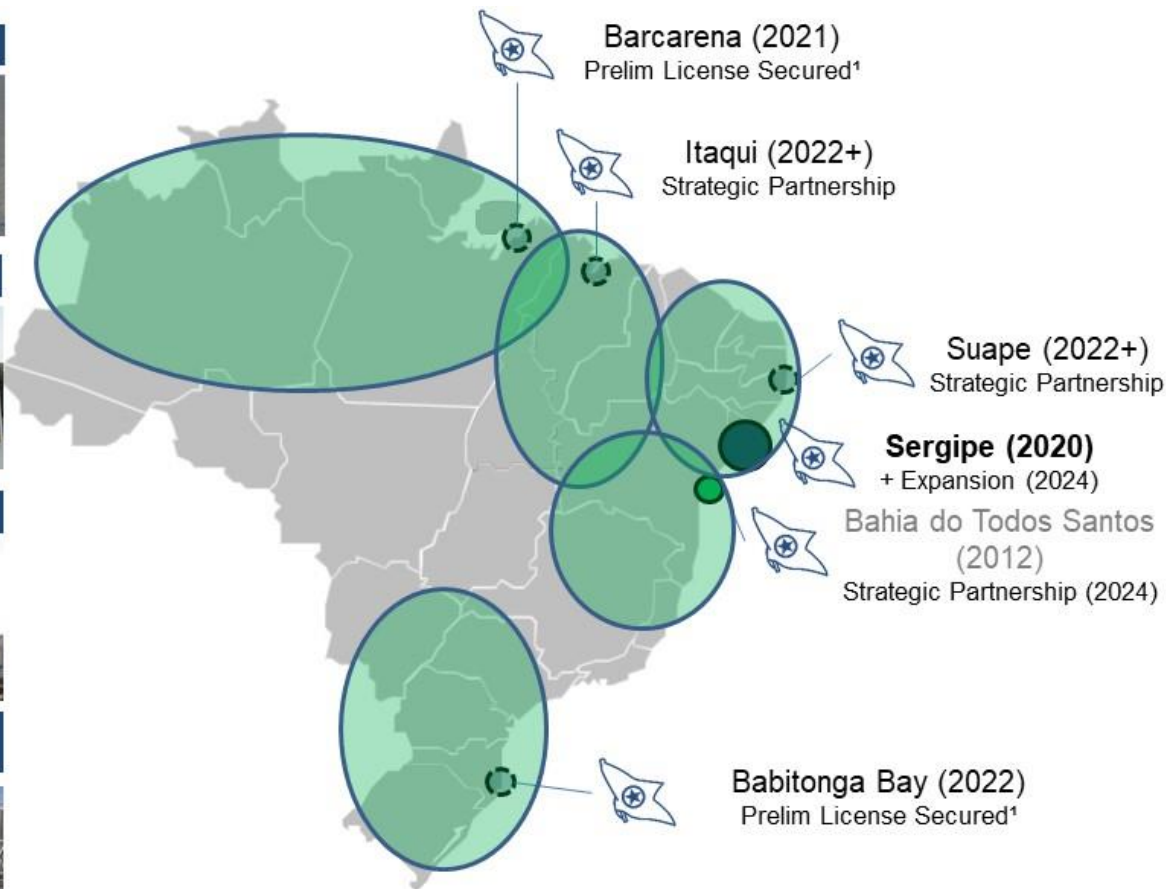 Barcarena (2021)
Prelim License Secured¹
Itaqui (2022+)
Strategic Partnership
Suape (2022+)
Strategic Partnership
Sergipe (2020)
+ Expansion (2024)
Bahia do Todos Santos
(2012)
Strategic Partnership (2024)
Babitonga Bay (2022)
Prelim License Secured¹